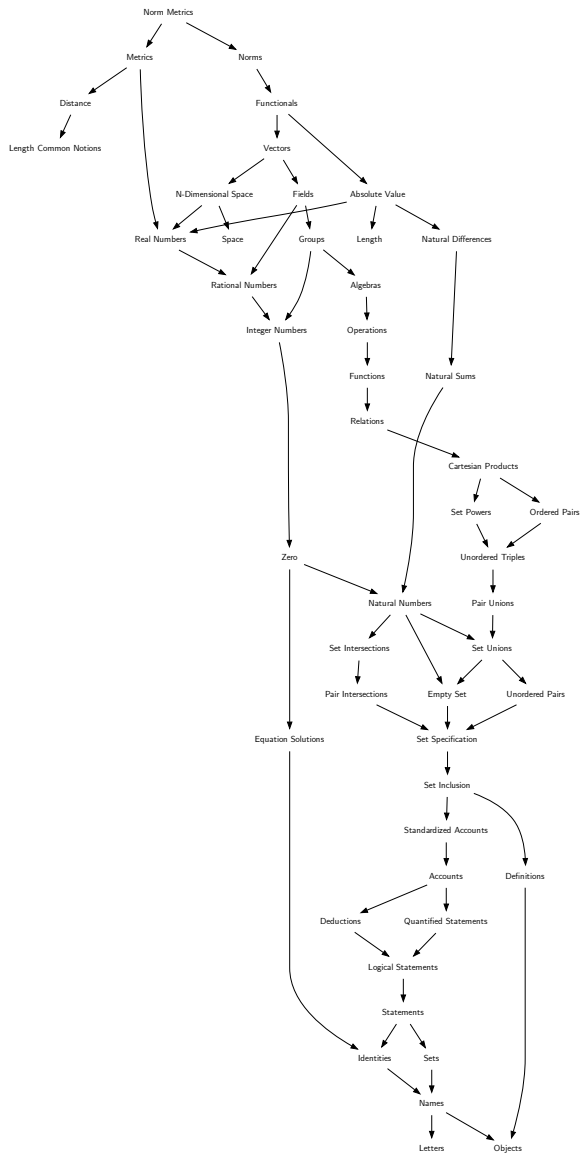 Norm Metrics
Metrics
Norms
Distance
Functionals
Length Common Notions
Vectors
N-Dimensional Space
Fields
Absolute Value
Real Numbers
Space
Groups
Length
Natural Differences
Rational Numbers
Algebras
Integer Numbers
Operations
Functions
Natural Sums
Relations
Cartesian Products
Set Powers
Ordered Pairs
Zero
Unordered Triples
Natural Numbers
Pair Unions
Set Intersections
Set Unions
Pair Intersections
Empty Set
Unordered Pairs
Equation Solutions
Set Specification
Set Inclusion
Standardized Accounts
Accounts
Definitions
Deductions
Quantified Statements
Logical Statements
Statements
Identities
Sets
Names
Letters
Objects